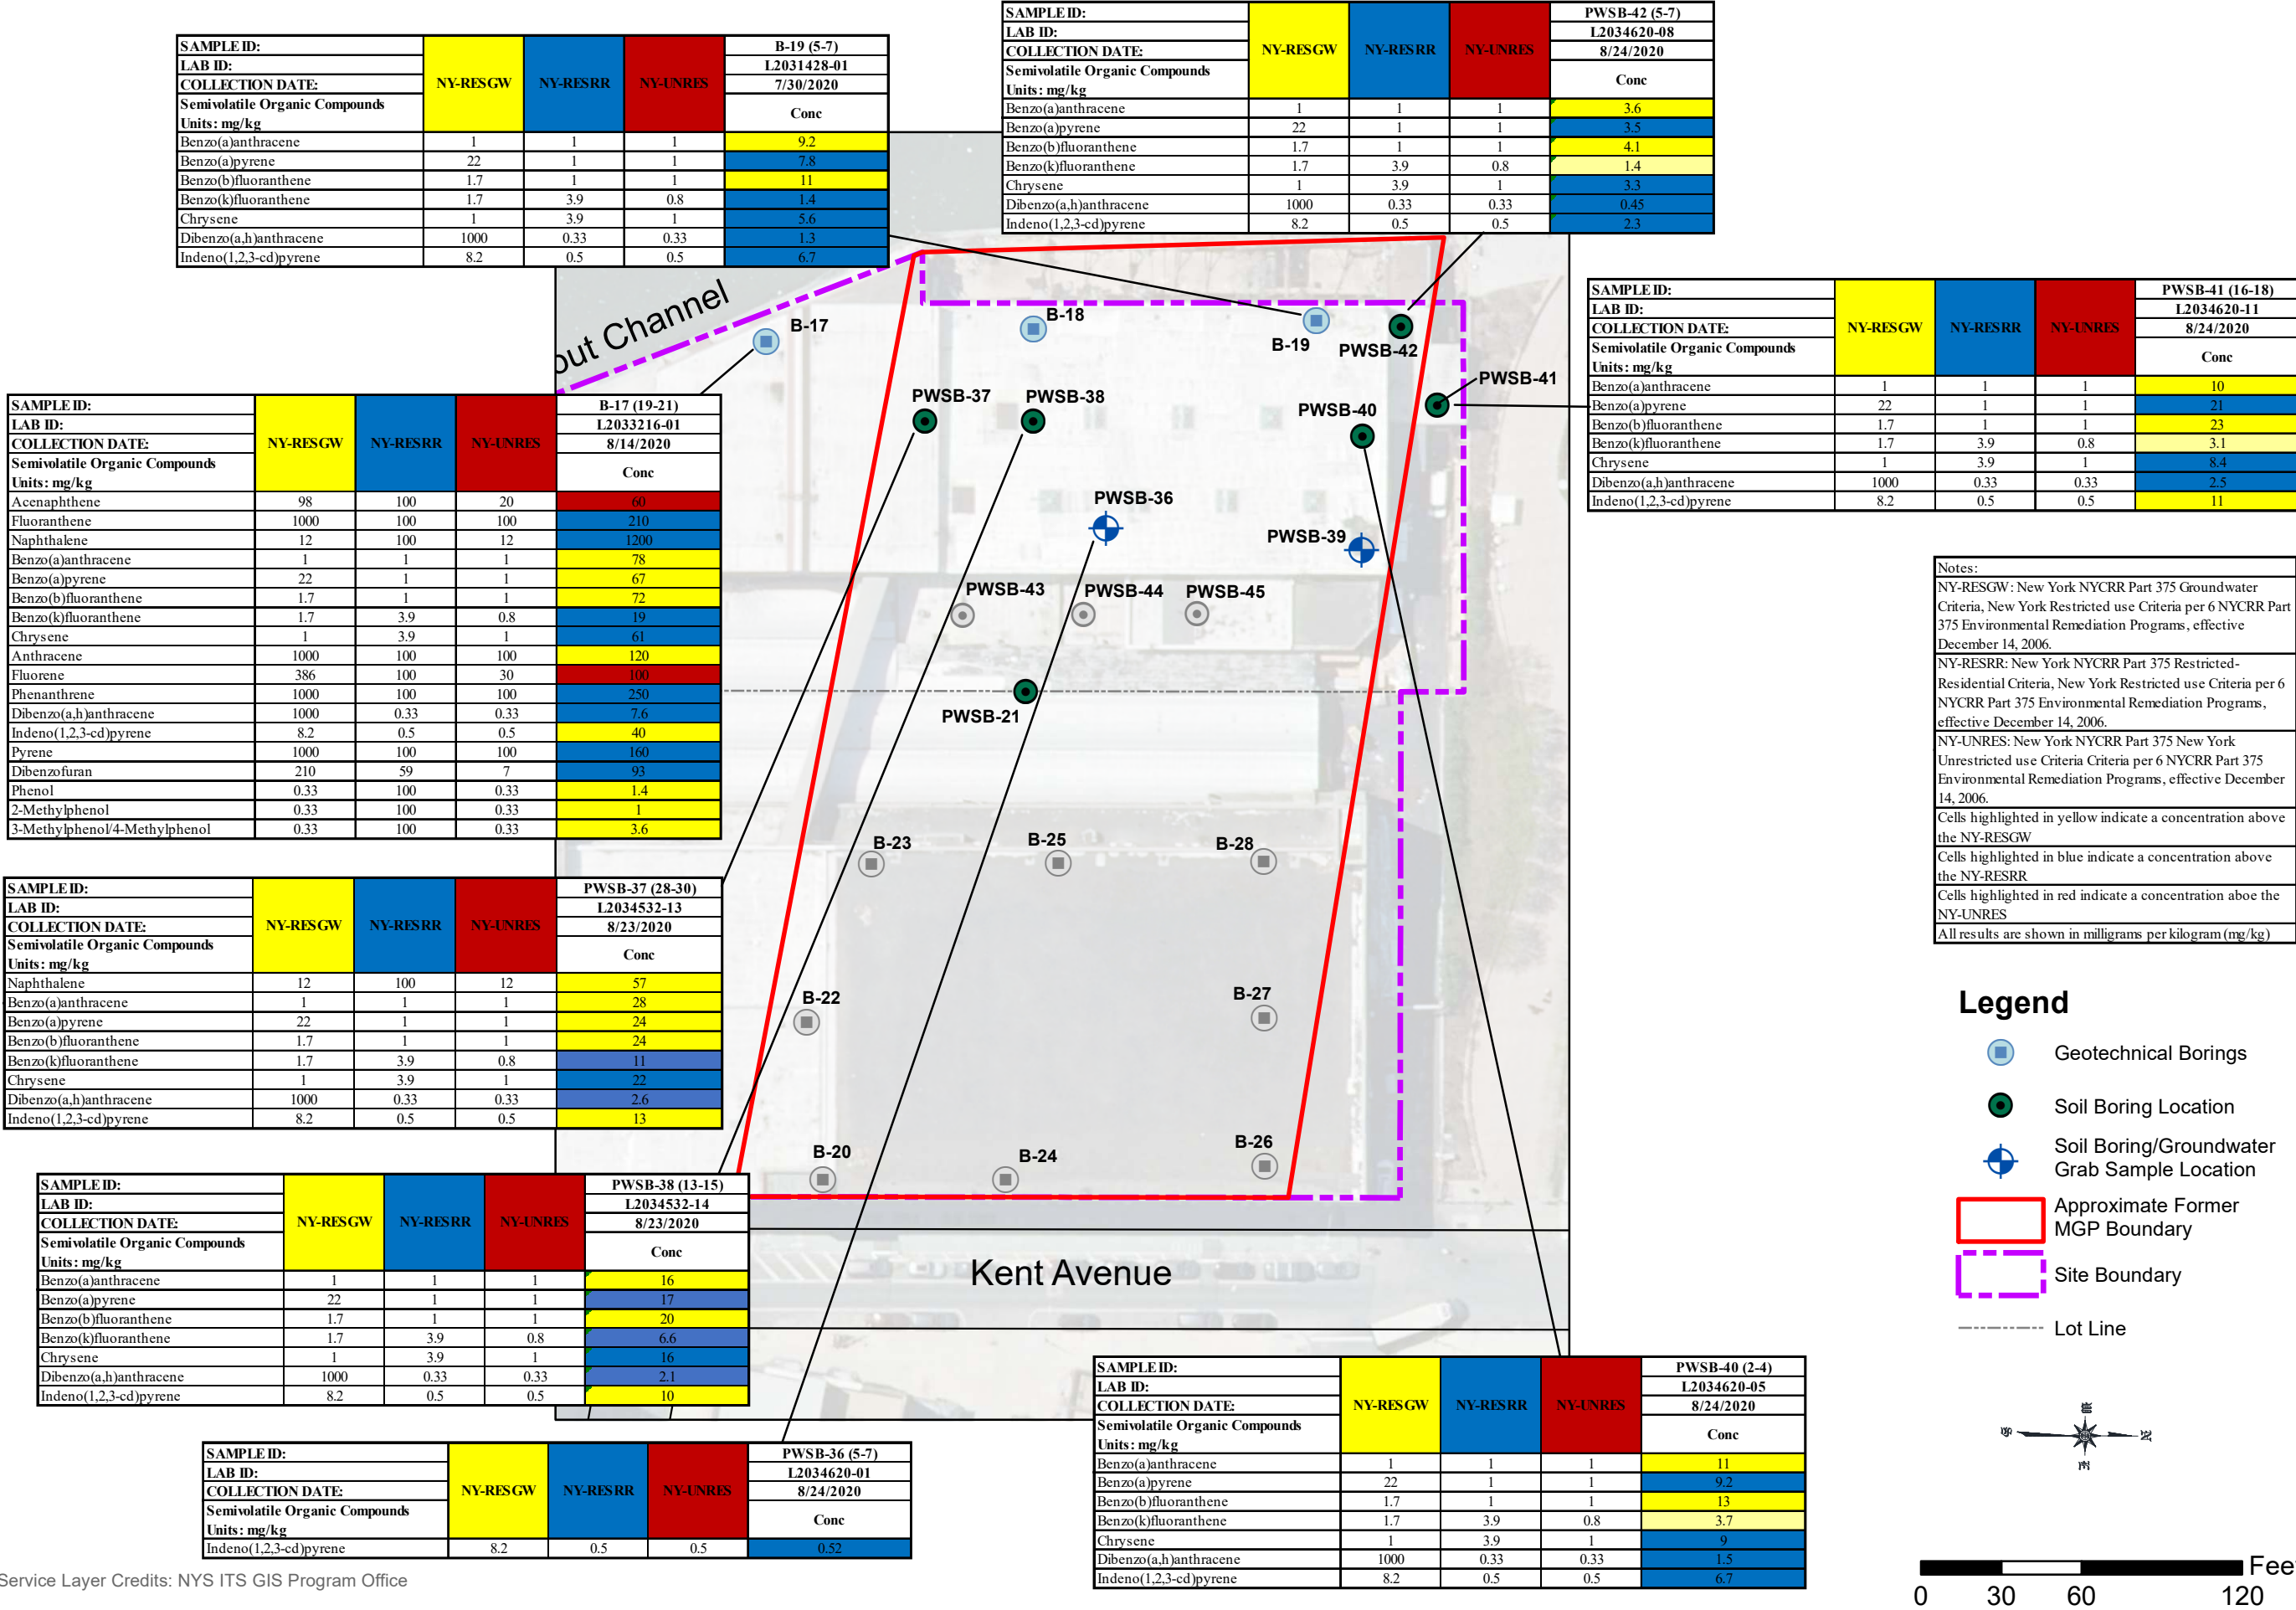 SAMPLE ID: NY-RESGW NY-RESRR NY-UNRES B-19 (5-7)
LAB ID: L2031428-01
COLLECTION DATE: 7/30/2020
Semivolatile Organic Compounds Conc
Units: mg/kg
Benzo(a)anthracene 1 1 1 9.2
Benzo(a)pyrene 22 1 1 7.8
Benzo(b)fluoranthene 1.7 1 1 11
Benzo(k)fluoranthene 1.7 3.9 0.8 1.4
Chrysene 1 3.9 1 5.6
Dibenzo(a,h)anthracene 1000 0.33 0.33 1.3
Indeno(1,2,3-cd)pyrene 8.2 0.5 0.5 6.7
SAMPLE ID: NY-RESGW NY-RESRR NY-UNRES PWSB-42 (5-7)
LAB ID: L2034620-08
COLLECTION DATE: 8/24/2020
Semivolatile Organic Compounds Conc
Units: mg/kg
Benzo(a)anthracene 1 1 1 3.6
Benzo(a)pyrene 22 1 1 3.5
Benzo(b)fluoranthene 1.7 1 1 4.1
Benzo(k)fluoranthene 1.7 3.9 0.8 1.4
Chrysene 1 3.9 1 3.3
Dibenzo(a,h)anthracene 1000 0.33 0.33 0.45
Indeno(1,2,3-cd)pyrene 8.2 0.5 0.5 2.3
SAMPLE ID: NY-RESGW NY-RESRR NY-UNRES PWSB-41 (16-18)
LAB ID: L2034620-11
COLLECTION DATE: 8/24/2020
Semivolatile Organic Compounds Conc
Units: mg/kg
Benzo(a)anthracene 1 1 1 10
Benzo(a)pyrene 22 1 1 21
Benzo(b)fluoranthene 1.7 1 1 23
Benzo(k)fluoranthene 1.7 3.9 0.8 3.1
Chrysene 1 3.9 1 8.4
Dibenzo(a,h)anthracene 1000 0.33 0.33 2.5
Indeno(1,2,3-cd)pyrene 8.2 0.5 0.5 11
SAMPLE ID: NY-RESGW NY-RESRR NY-UNRES B-17 (19-21)
LAB ID: L2033216-01
COLLECTION DATE: 8/14/2020
Semivolatile Organic Compounds Conc
Units: mg/kg
Acenaphthene 98 100 20 60
Fluoranthene 1000 100 100 210
Naphthalene 12 100 12 1200
Benzo(a)anthracene 1 1 1 78
Benzo(a)pyrene 22 1 1 67
Benzo(b)fluoranthene 1.7 1 1 72
Benzo(k)fluoranthene 1.7 3.9 0.8 19
Chrysene 1 3.9 1 61
Anthracene 1000 100 100 120
Fluorene 386 100 30 100
Phenanthrene 1000 100 100 250
Dibenzo(a,h)anthracene 1000 0.33 0.33 7.6
Indeno(1,2,3-cd)pyrene 8.2 0.5 0.5 40
Pyrene 1000 100 100 160
Dibenzofuran 210 59 7 93
Phenol 0.33 100 0.33 1.4
2-Methylphenol 0.33 100 0.33 1
3-Methylphenol/4-Methylphenol 0.33 100 0.33 3.6
SAMPLE ID: NY-RESGW NY-RESRR NY-UNRES PWSB-37 (28-30)
LAB ID: L2034532-13
COLLECTION DATE: 8/23/2020
Semivolatile Organic Compounds Conc
Units: mg/kg
Naphthalene 12 100 12 57
Benzo(a)anthracene 1 1 1 28
Benzo(a)pyrene 22 1 1 24
Benzo(b)fluoranthene 1.7 1 1 24
Benzo(k)fluoranthene 1.7 3.9 0.8 11
Chrysene 1 3.9 1 22
Dibenzo(a,h)anthracene 1000 0.33 0.33 2.6
Indeno(1,2,3-cd)pyrene 8.2 0.5 0.5 13
SAMPLE ID: NY-RESGW NY-RESRR NY-UNRES PWSB-38 (13-15)
LAB ID: L2034532-14
COLLECTION DATE: 8/23/2020
Semivolatile Organic Compounds Conc
Units: mg/kg
Benzo(a)anthracene 1 1 1 16
Benzo(a)pyrene 22 1 1 17
Benzo(b)fluoranthene 1.7 1 1 20
Benzo(k)fluoranthene 1.7 3.9 0.8 6.6
Chrysene 1 3.9 1 16
Dibenzo(a,h)anthracene 1000 0.33 0.33 2.1
Indeno(1,2,3-cd)pyrene 8.2 0.5 0.5 10
SAMPLE ID: NY-RESGW NY-RESRR NY-UNRES PWSB-36 (5-7)
LAB ID: L2034620-01
COLLECTION DATE: 8/24/2020
Semivolatile Organic Compounds Conc
Units: mg/kg
Indeno(1,2,3-cd)pyrene 8.2 0.5 0.5 0.52
SAMPLE ID: NY-RESGW NY-RESRR NY-UNRES PWSB-40 (2-4)
LAB ID: L2034620-05
COLLECTION DATE: 8/24/2020
Semivolatile Organic Compounds Conc
Units: mg/kg
Benzo(a)anthracene 1 1 1 11
Benzo(a)pyrene 22 1 1 9.2
Benzo(b)fluoranthene 1.7 1 1 13
Benzo(k)fluoranthene 1.7 3.9 0.8 3.7
Chrysene 1 3.9 1 9
Dibenzo(a,h)anthracene 1000 0.33 0.33 1.5
Indeno(1,2,3-cd)pyrene 8.2 0.5 0.5 6.7
out Channel
B-17
B-18
B-19
PWSB-42
PWSB-41
PWSB-37
PWSB-38
PWSB-40
PWSB-36
PWSB-39
PWSB-43
PWSB-44
PWSB-45
PWSB-21
B-23
B-25
B-28
B-22
B-27
B-20
B-24
B-26
Kent Avenue
Notes:
NY-RESGW: New York NYCRR Part 375 Groundwater
Criteria, New York Restricted use Criteria per 6 NYCRR Part
375 Environmental Remediation Programs, effective
December 14, 2006.
NY-RESRR: New York NYCRR Part 375 Restricted-
Residential Criteria, New York Restricted use Criteria per 6
NYCRR Part 375 Environmental Remediation Programs,
effective December 14, 2006.
NY-UNRES: New York NYCRR Part 375 New York
Unrestricted use Criteria Criteria per 6 NYCRR Part 375
Environmental Remediation Programs, effective December
14, 2006.
Cells highlighted in yellow indicate a concentration above
the NY-RESGW
Cells highlighted in blue indicate a concentration above
the NY-RESRR
Cells highlighted in red indicate a concentration aboe the
NY-UNRES
All results are shown in milligrams per kilogram (mg/kg)
Legend
Geotechnical Borings
Soil Boring Location
Soil Boring/Groundwater
Grab Sample Location
Approximate Former
MGP Boundary
Site Boundary
Lot Line
Fee
0 30 60 120
Service Layer Credits: NYS ITS GIS Program Office